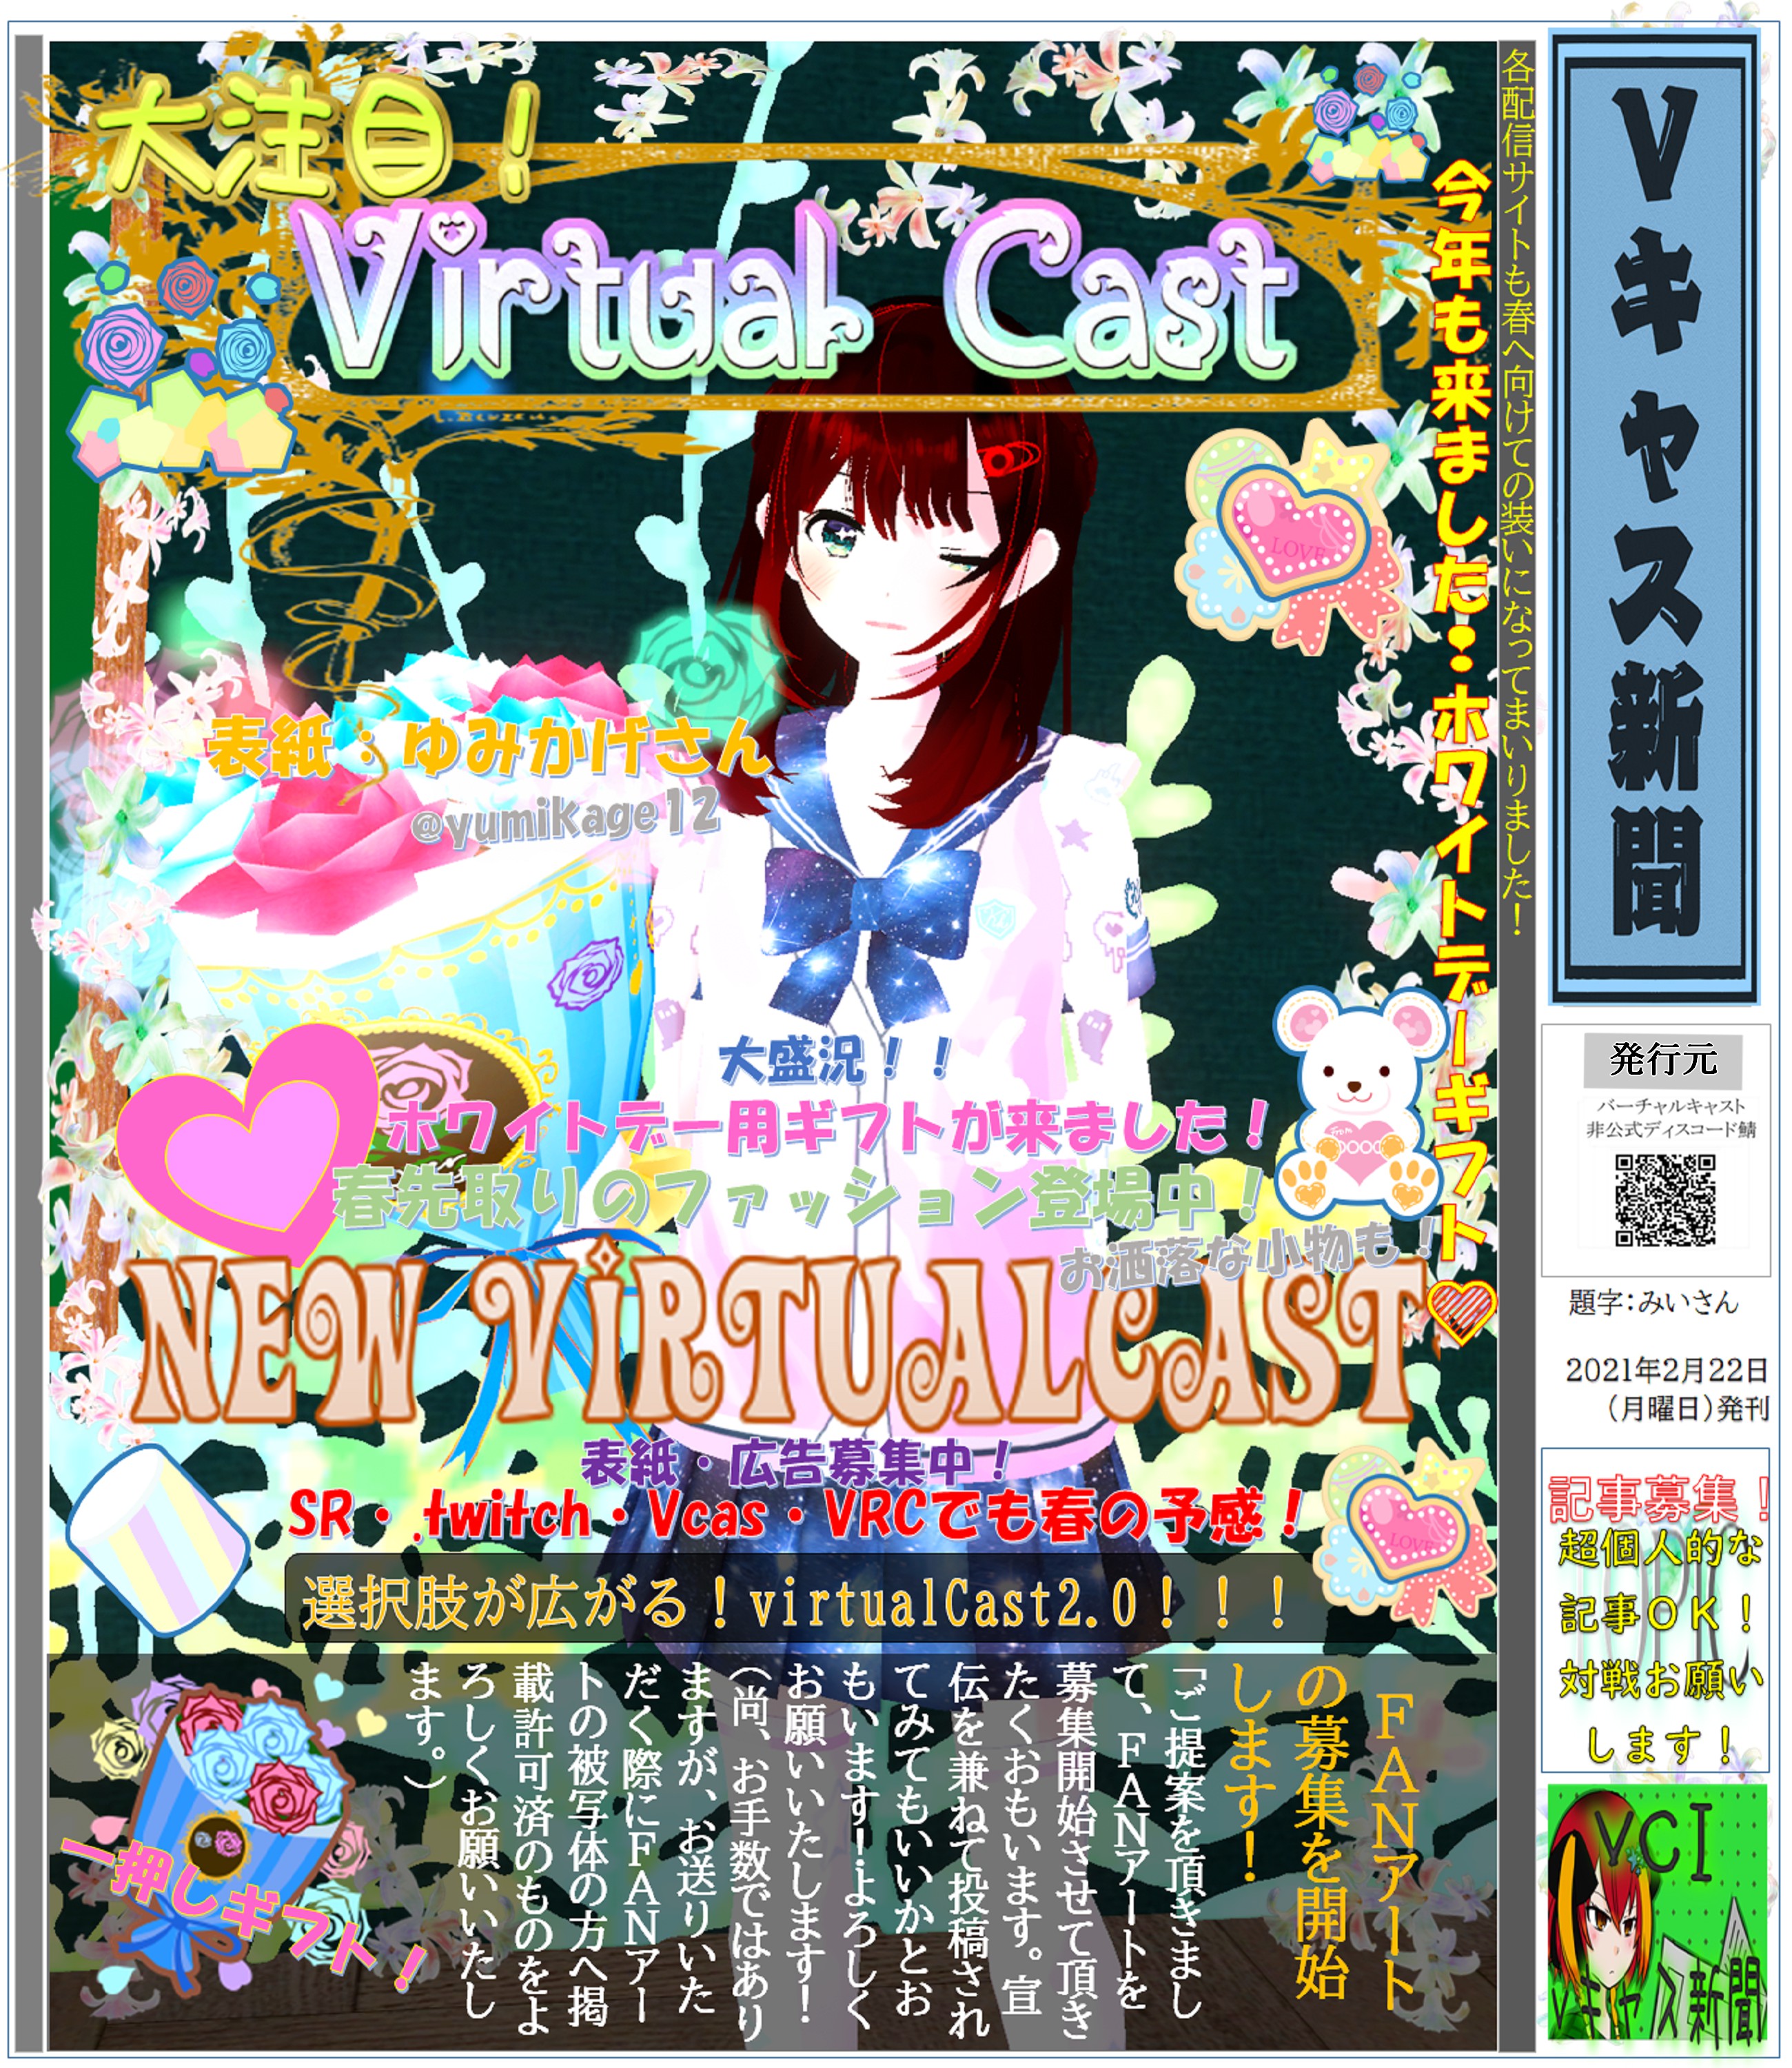 Vキャス新聞
発行元
バーチャルキャスト
非公式ディスコード鯖
題字：みいさん
2021年2月22日
（月曜日）発刊
記事募集！
超個人的な
記事ＯＫ！
対戦お願い
します！
VCI
Vキャス新聞
各配信サイトも春へ向けての装いになってまいりました！
今年も来ました：ホワイトデーギフト♡
大注目！
Virtual Cast
表紙：ゆみかげさん
@yumikage12
LOVE
大盛況！！
ホワイトデー用ギフトが来ました！
春先取りのファッション登場中！
お洒落な小物も！
From
NEW ViRTUALCAST
表紙・広告募集中！
SR・.twitch・Vcas・VRCでも春の予感！
LOVE
選択肢が広がる！virtualCast2.0！！！
ＦＡＮアート
の募集を開始
します！
「ご提案を頂きまし
て、ＦＡＮアートを
募集開始させて頂き
たくおもいます。宣
伝を兼ねて投稿され
てみてもいいかとお
もいます！よろしく
お願いいたします！
（尚、お手数ではあり
ますが、お送りいた
だく際にＦＡＮアー
トの被写体の方へ掲
載許可済のものをよ
ろしくお願いいたし
ます。）
一押しギフト！